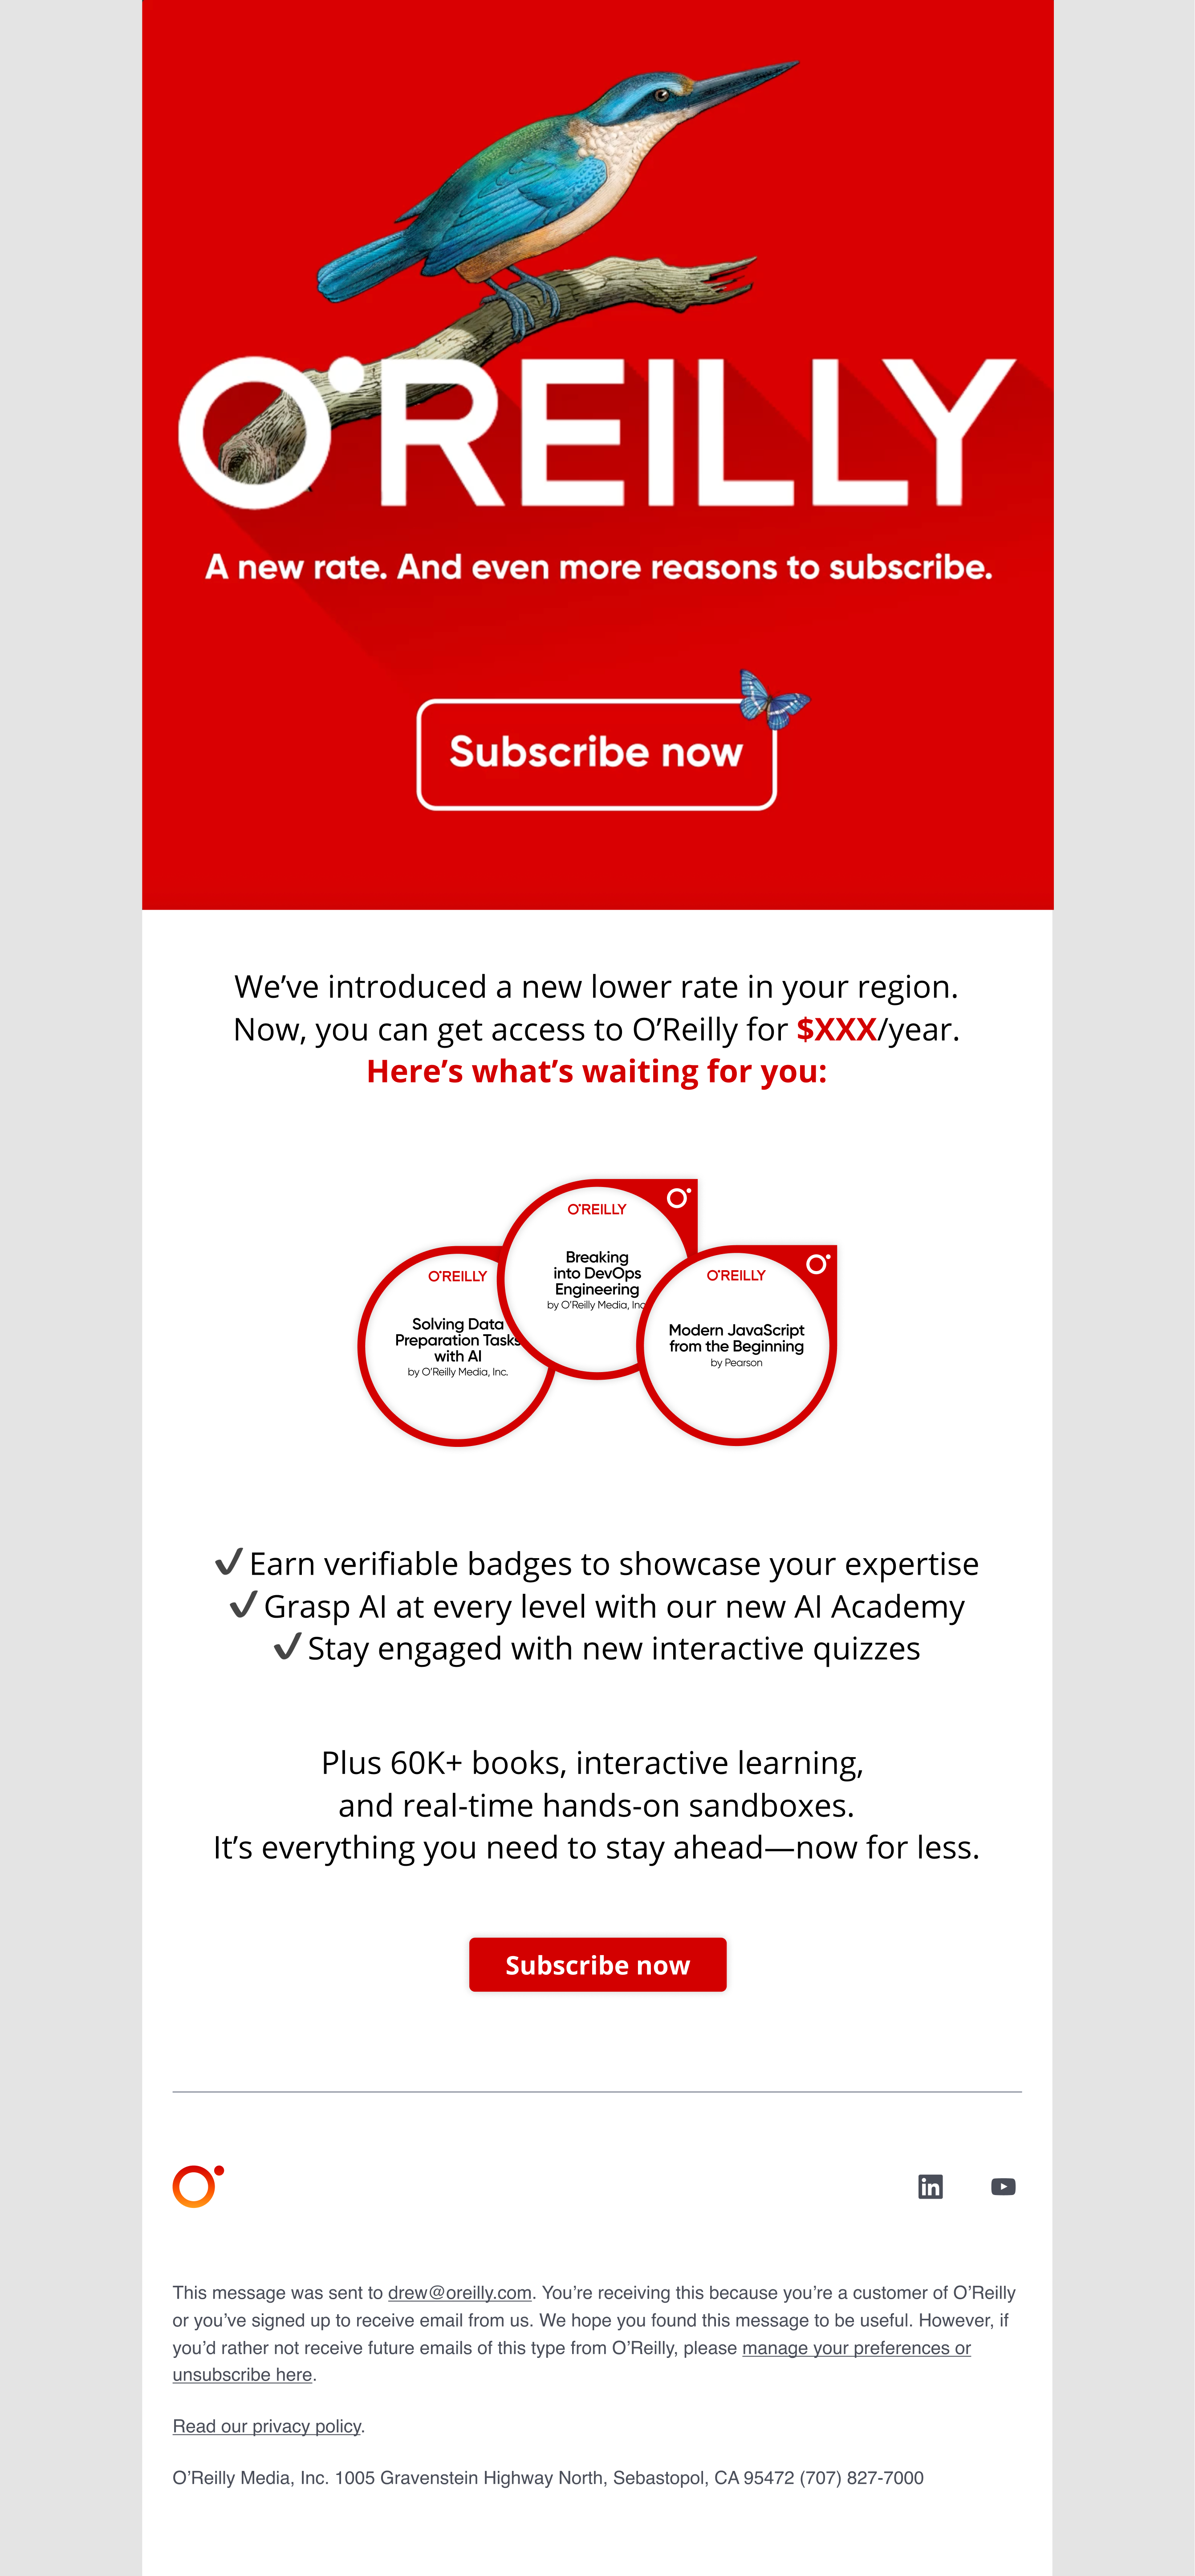 O'REILLY
A new rate. And even more reasons to subscribe.
Subscribe now
We’ve introduced a new lower rate in your region.
Now, you can get access to O’Reilly for $XXX/year.
Here’s what’s waiting for you:
O'REILLY
Breaking
into DevOps
Engineering
by O’Reilly Media, Inc
O'REILLY
Solving Data
Preparation Tasks
with AI
by O’Reilly Media, Inc.
O'REILLY
Modern JavaScript
from the Beginning
by Pearson
✓ Earn verifiable badges to showcase your expertise
✓ Grasp AI at every level with our new AI Academy
✓ Stay engaged with new interactive quizzes
Plus 60K+ books, interactive learning,
and real-time hands-on sandboxes.
It’s everything you need to stay ahead—now for less.
Subscribe now
in
This message was sent to drew@oreilly.com. You’re receiving this because you’re a customer of O’Reilly
or you’ve signed up to receive email from us. We hope you found this message to be useful. However, if
you’d rather not receive future emails of this type from O’Reilly, please manage your preferences or
unsubscribe here.
Read our privacy policy.
O’Reilly Media, Inc. 1005 Gravenstein Highway North, Sebastopol, CA 95472 (707) 827-7000